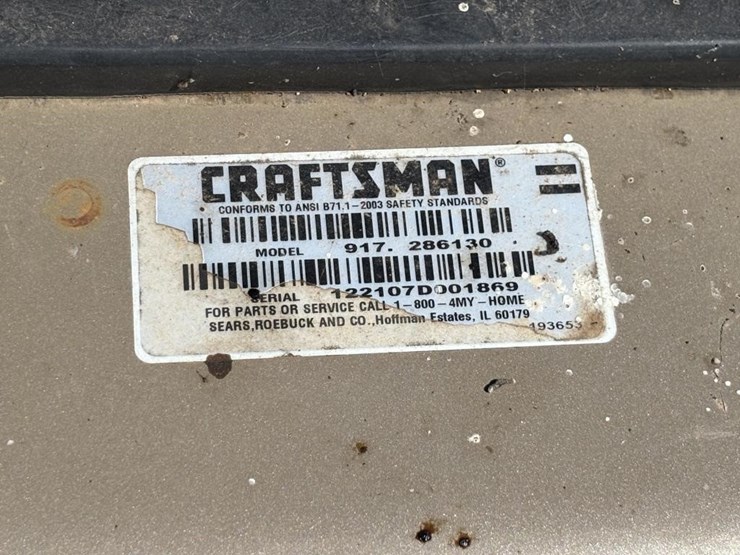 CRAFTSMAN®
CONFORMS TO ANSI B71.1-2003 SAFETY STANDARDS
MODEL 917. 286130
SERIAL 122107D001869
FOR PARTS OR SERVICE CALL 1-800-4MY-HOME
SEARS,ROEBUCK AND CO.,Hoffman Estates, IL 60179
193653